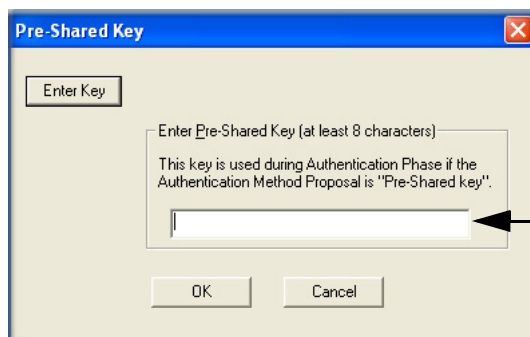 Pre-Shared Key
Enter Key
Enter Pre-Shared Key (at least 8 characters)
This key is used during Authentication Phase if the
Authentication Method Proposal is "Pre-Shared key".
OK Cancel